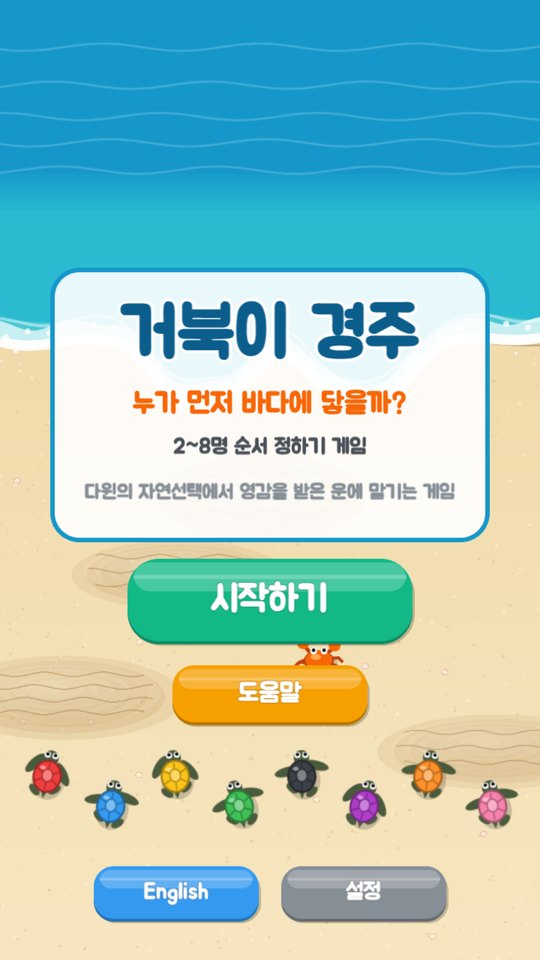 거북이 경주
누가 먼저 바다에 닿을까?
2~8명 순서 정하기 게임
다윈의 자연선택에서 영감을 받은 운에 맡기는 게임
시작하기
도움말
English
설정